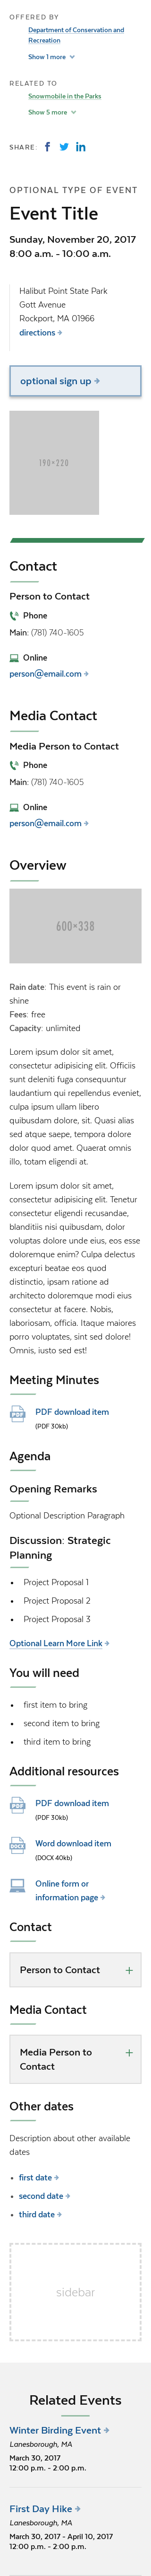 OFFERED BY
Department of Conservation and
Recreation
Show 1 more
RELATED TO
Snowmobile in the Parks
Show 5 more
SHARE:
OPTIONAL TYPE OF EVENT
Event Title
Sunday, November 20, 2017
8:00 a.m. - 10:00 a.m.
Halibut Point State Park
Gott Avenue
Rockport, MA 01966
directions
optional sign up
190×220
Contact
Person to Contact
Phone
Main: (781) 740-1605
Online
person@email.com
Media Contact
Media Person to Contact
Phone
Main: (781) 740-1605
Online
person@email.com
Overview
600×338
Rain date: This event is rain or
shine
Fees: free
Capacity: unlimited
Lorem ipsum dolor sit amet,
consectetur adipisicing elit. Officiis
sunt deleniti fuga consequuntur
laudantium qui voluptates eveniet,
culpa ipsum illum libero
quibusdam dolore, sit. Quasi alias
sed atque saepe, tempora dolore
dolor quod amet. Quaerat omnis
illo, totam eligendi at.
Lorem ipsum dolor sit amet,
consectetur adipisicing elit. Tenetur
consectetur eligendi recusandae,
blanditiis nisi quibusdam, dolor
voluptas dolore unde eius, eos esse
doloremque enim? Culpa delectus
excepturi beatae eos quod
distinctio, ipsam ratione ad
architecto doloremque modi eius
consectetur at facere. Nobis,
laboriosam, officia. Itaque maiores
porro voluptates, sint sed dolore!
Omnis, iusto sed est!
Meeting Minutes
PDF download item
(PDF 30kb)
Agenda
Opening Remarks
Optional Description Paragraph
Discussion: Strategic
Planning
• Project Proposal 1
• Project Proposal 2
• Project Proposal 3
Optional Learn More Link
You will need
• first item to bring
• second item to bring
• third item to bring
Additional resources
PDF PDF download item
(PDF 30kb)
DOCX Word download item
(DOCX 40kb)
Online form or
information page
Contact
Person to Contact
Media Contact
Media Person to
Contact
Other dates
Description about other available
dates
• first date
• second date
• third date
sidebar
Related Events
Winter Birding Event
Lanesborough, MA
March 30, 2017
12:00 p.m. - 2:00 p.m.
First Day Hike
Lanesborough, MA
March 30, 2017 - April 10, 2017
12:00 p.m. - 2:00 p.m.